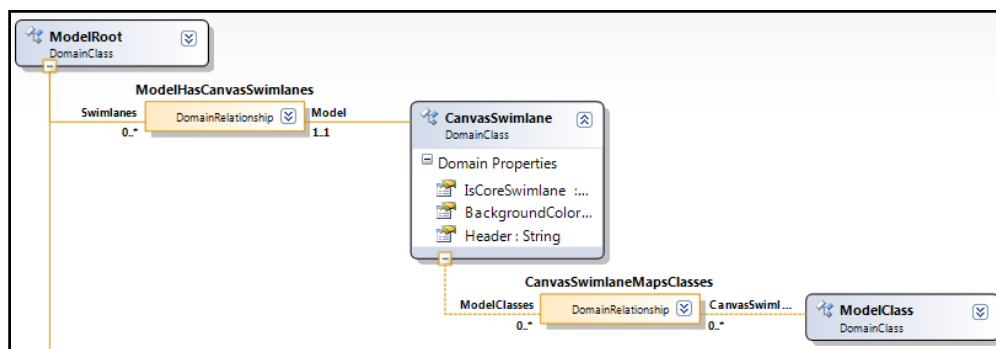 ModelRoot
DomainClass
ModelHasCanvasSwimlanes
Swimlanes
DomainRelationship
Model
0..*
1..1
CanvasSwimlane
DomainClass
Domain Properties
IsCoreSwimlane :...
BackgroundColor...
Header : String
CanvasSwimlaneMapsClasses
ModelClasses
DomainRelationship
CanvasSwiml...
0..*
0..*
ModelClass
DomainClass